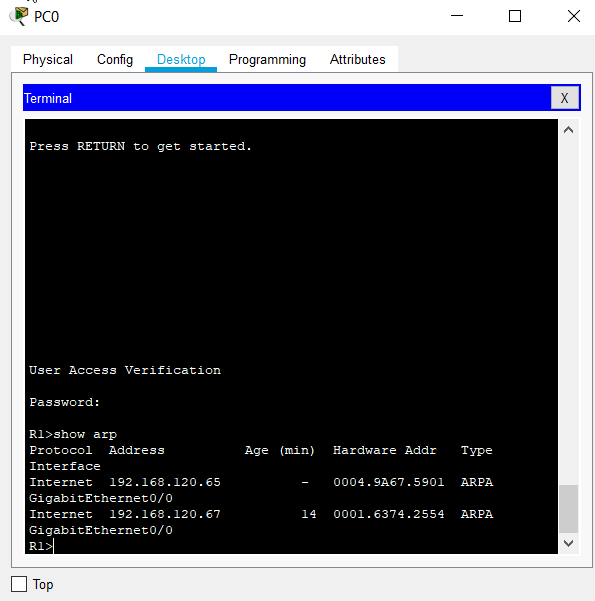 PC0
Physical Config Desktop Programming Attributes
Terminal X
Press RETURN to get started.
User Access Verification
Password:
R1>show arp
Protocol  Address          Age (min)  Hardware Addr   Type
Interface
Internet  192.168.120.65          -   0004.9A67.5901  ARPA
GigabitEthernet0/0
Internet  192.168.120.67          14  0001.6374.2554  ARPA
GigabitEthernet0/0
R1>
Top